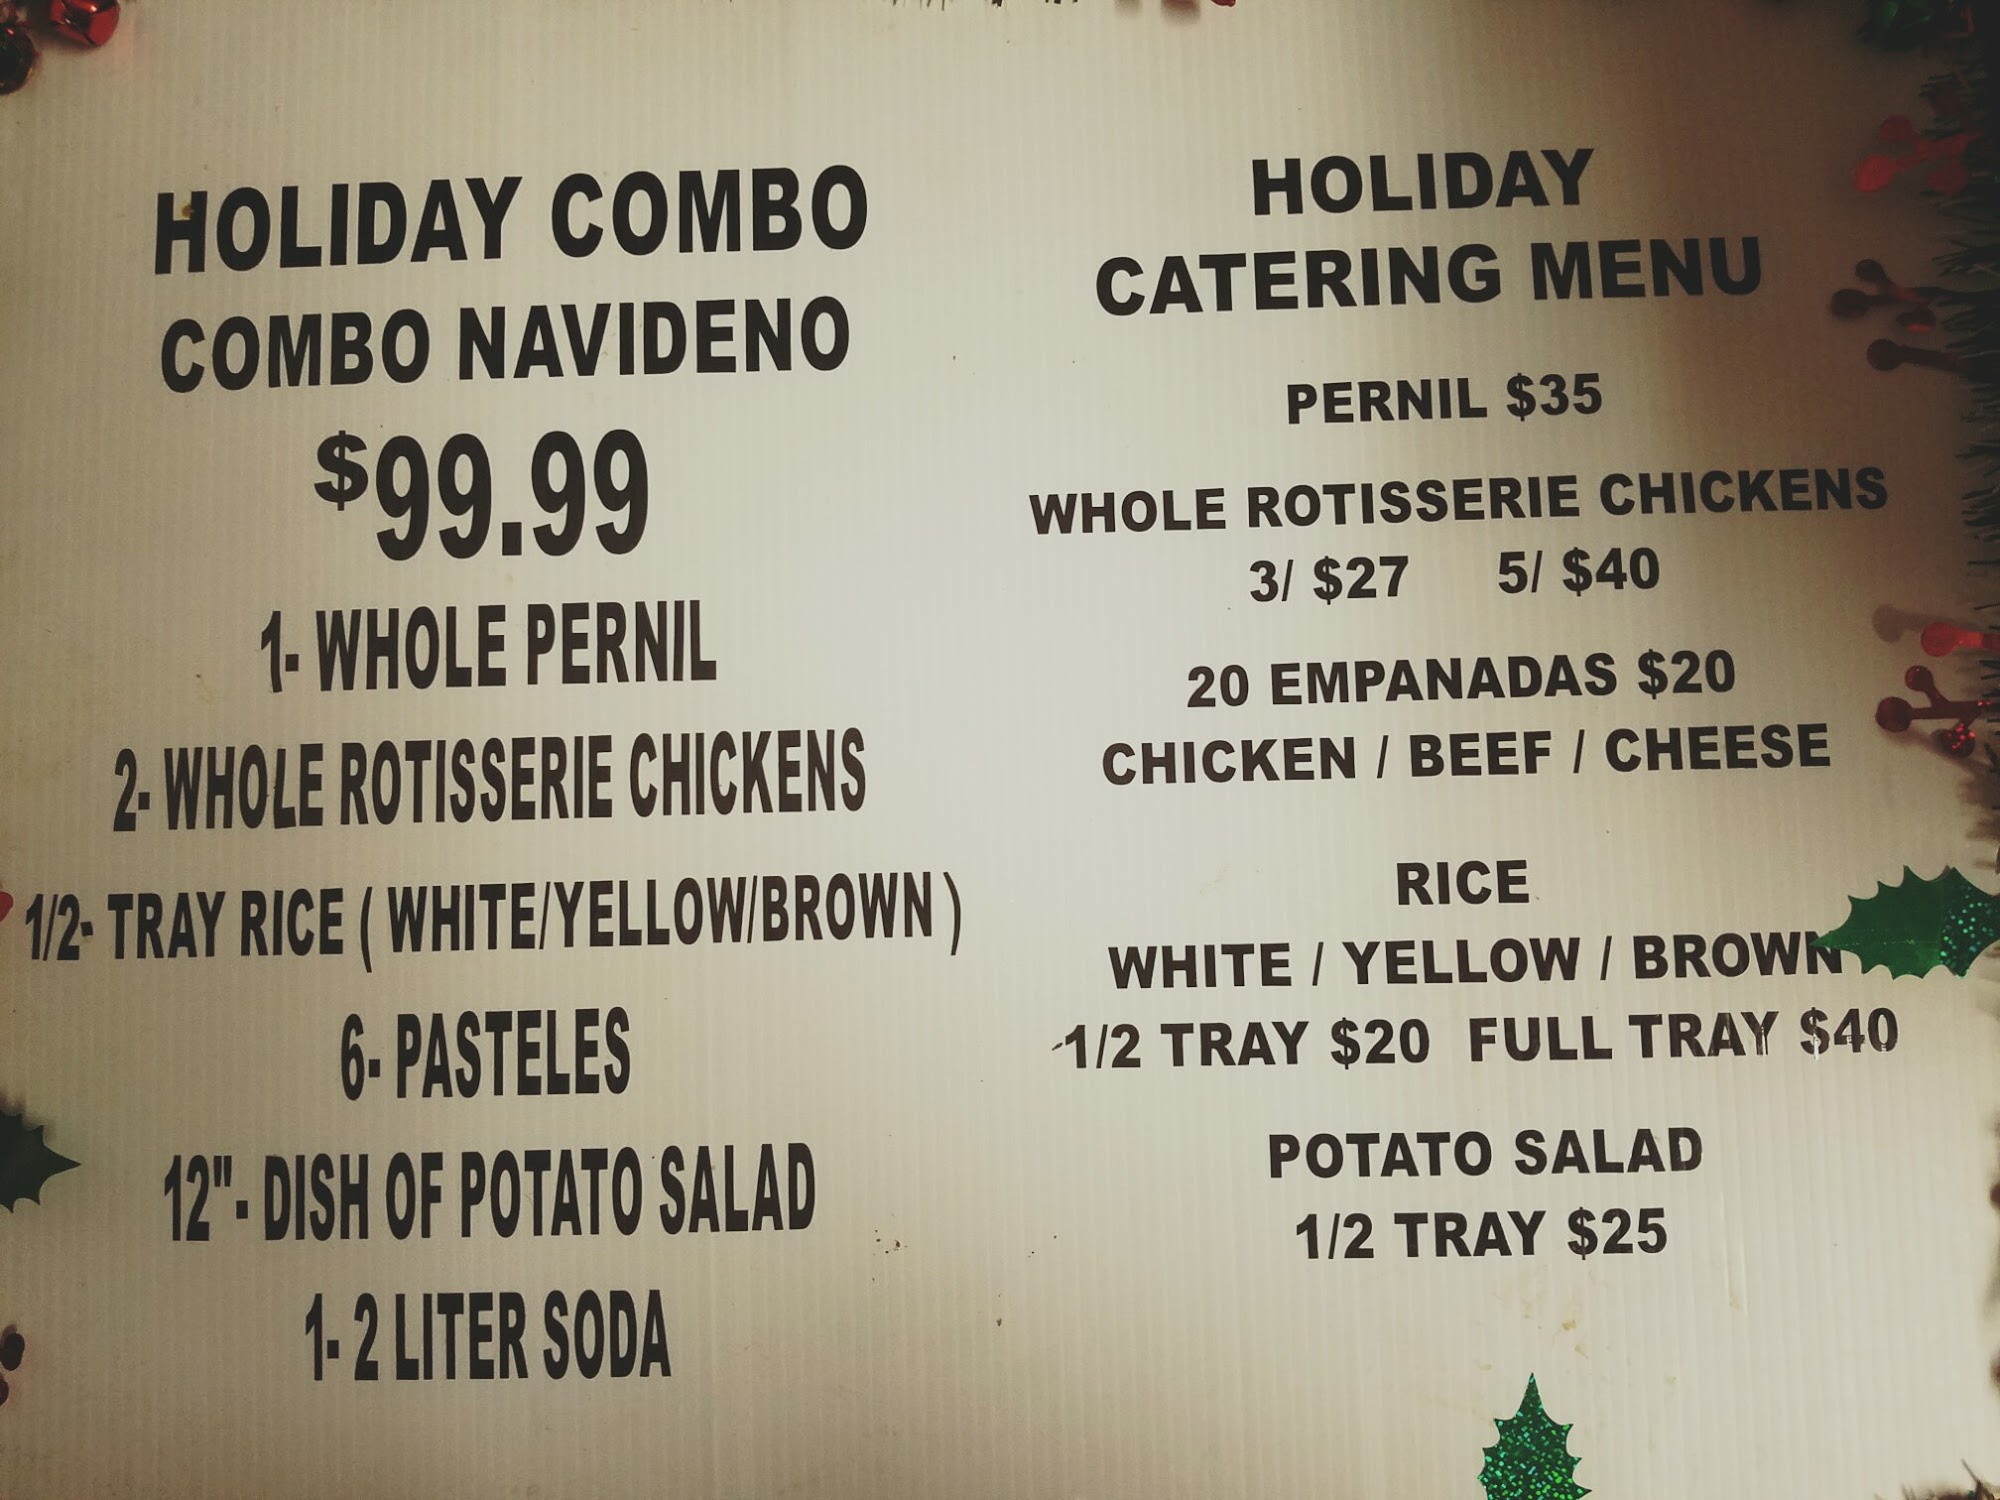 HOLIDAY COMBO
COMBO NAVIDENO
$99.99
1- WHOLE PERNIL
2- WHOLE ROTISSERIE CHICKENS
1/2- TRAY RICE ( WHITE/YELLOW/BROWN )
6- PASTELES
12"- DISH OF POTATO SALAD
1- 2 LITER SODA
HOLIDAY
CATERING MENU
PERNIL $35
WHOLE ROTISSERIE CHICKENS
3/ $27 5/ $40
20 EMPANADAS $20
CHICKEN / BEEF / CHEESE
RICE
WHITE / YELLOW / BROWN
1/2 TRAY $20 FULL TRAY $40
POTATO SALAD
1/2 TRAY $25